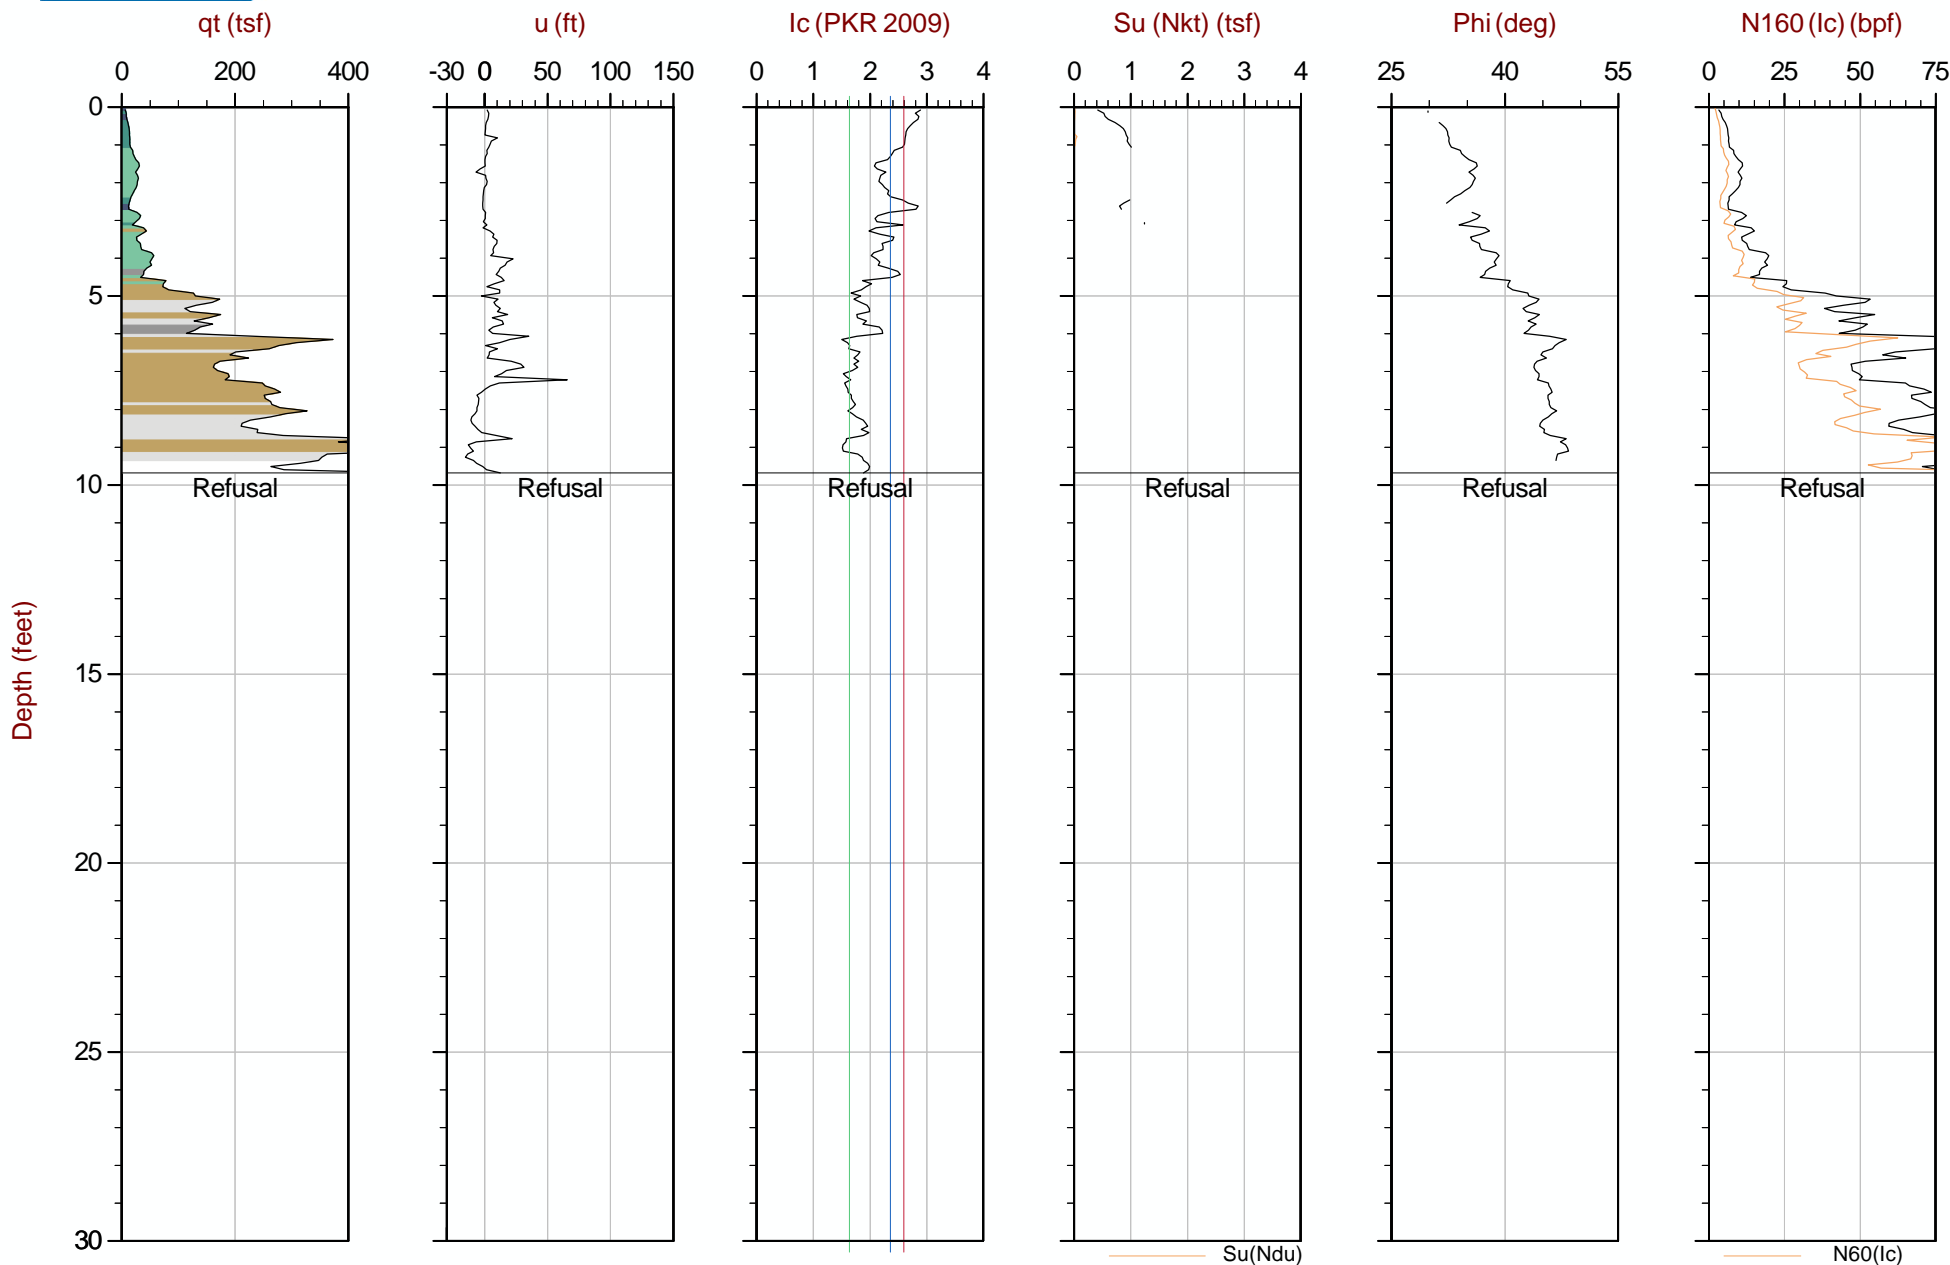 qt (tsf) u (ft) Ic (PKR 2009) Su (Nkt) (tsf) Phi (deg) N160 (Ic) (bpf)
0 200 400 -30 0 50 100 150 0 1 2 3 4 0 1 2 3 4 25 40 55 0 25 50 75
0
5
10
Refusal Refusal Refusal Refusal Refusal Refusal
15
Depth (feet)
20
25
30
Su(Ndu) N60(Ic)